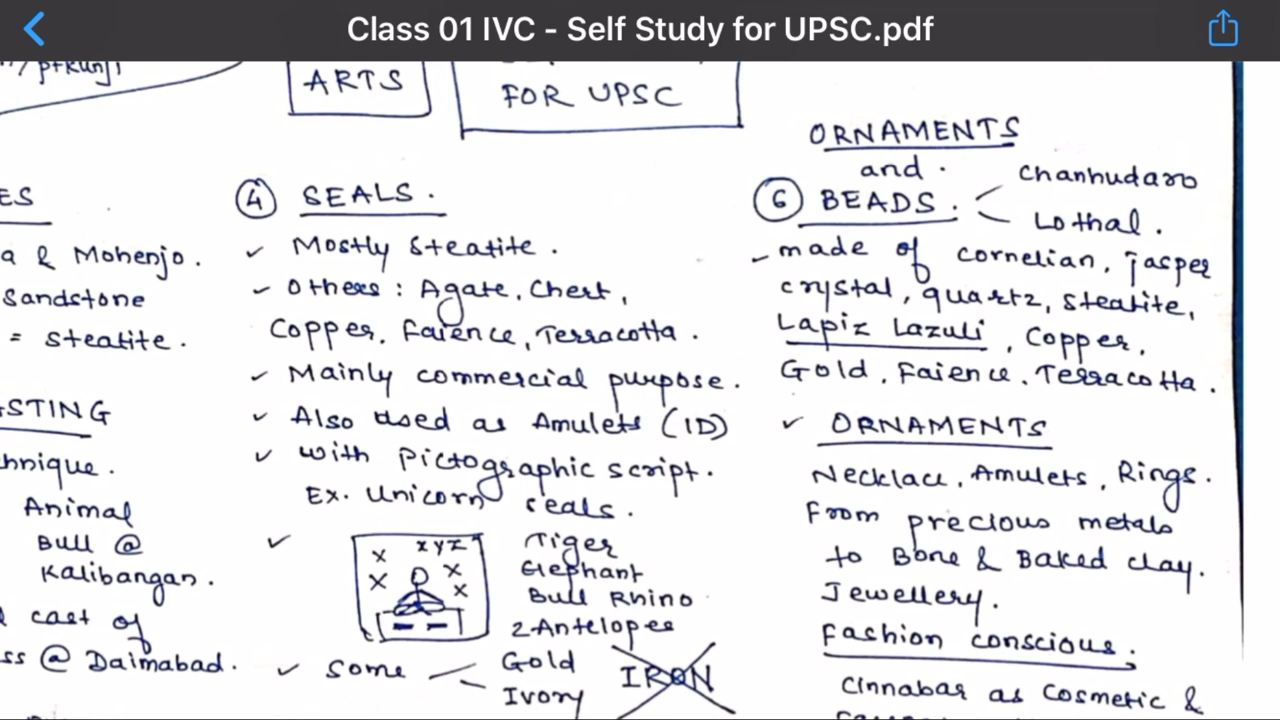 Class 01 IVC - Self Study for UPSC.pdf
ARTS
FOR UPSC
ES
a & Mohenjo.
Sandstone
= steatite.
STING
hnique.
Animal
Bull @
Kalibangan.
cast of
ss @ Daimabad.
④ SEALS.
✓ Mostly Steatite.
✓ Others : Agate, Chert,
Copper, Faience, Terracotta.
✓ Mainly commercial purpose.
✓ Also used as Amulets (ID)
✓ with Pictographic script.
Ex. Unicorn seals.
✓
x y z
x x
x x
Tiger
Elephant
Bull Rhino
2-Antelopes
✓ Some
Gold
Ivory
IRON
ORNAMENTS
and.
⑥ BEADS.
Chanhudaro
Lothal.
✓ made of cornelian, jasper
crystal, quartz, steatite,
Lapiz Lazuli, Copper,
Gold, Faience, Terracotta.
✓ ORNAMENTS
Necklace, Amulets, Rings.
From precious metals
to Bone & Baked clay.
Jewellery.
Fashion conscious.
Cinnabar as Cosmetic &